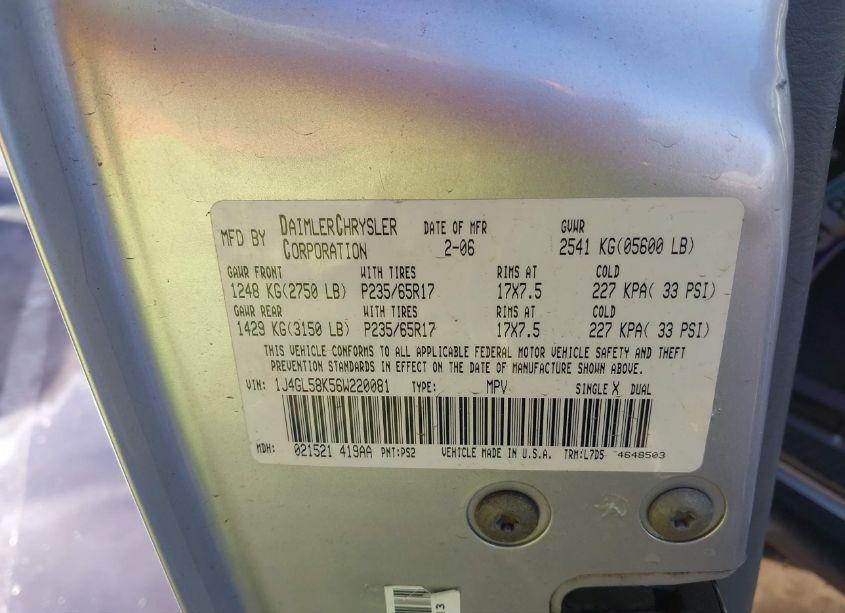 MFD BY DAIMLERCHRYSLER CORPORATION DATE OF MFR 2-06 GVWR 2541 KG(05600 LB)
GAWR FRONT WITH TIRES RIMS AT COLD
1248 KG(2750 LB) P235/65R17 17X7.5 227 KPA( 33 PSI)
GAWR REAR WITH TIRES RIMS AT COLD
1429 KG(3150 LB) P235/65R17 17X7.5 227 KPA( 33 PSI)
THIS VEHICLE CONFORMS TO ALL APPLICABLE FEDERAL MOTOR VEHICLE SAFETY AND THEFT
PREVENTION STANDARDS IN EFFECT ON THE DATE OF MANUFACTURE SHOWN ABOVE.
VIN: 1J4GL58K56W220081 TYPE: MPV SINGLE X DUAL
MDH: 021521 419AA PNT:PS2 VEHICLE MADE IN U.S.A. TRM:L7D5 4648503